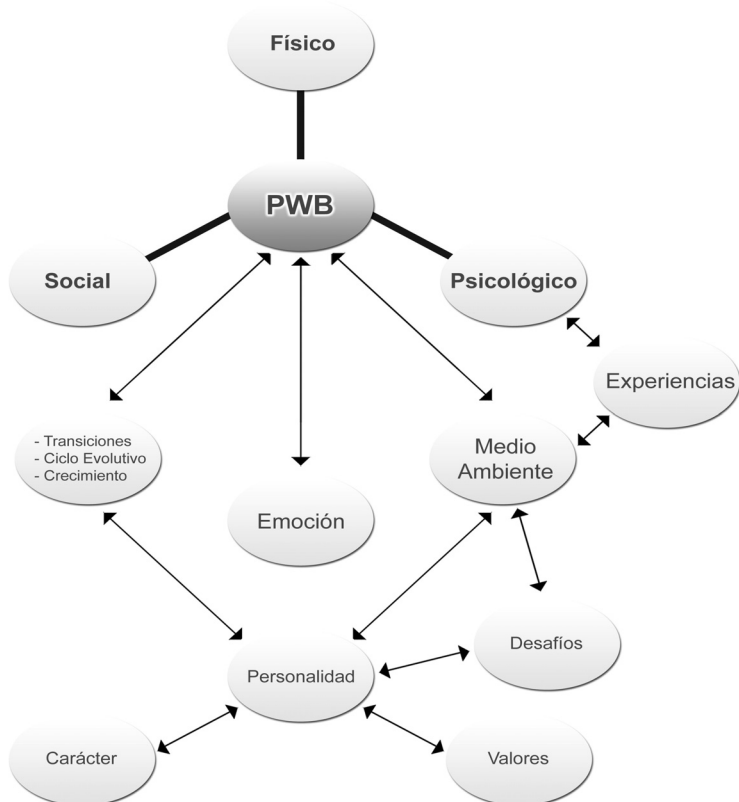 Físico
PWB
Social
Psicológico
Experiencias
- Transiciones
- Ciclo Evolutivo
- Crecimiento
Medio
Ambiente
Emoción
Desafíos
Personalidad
Carácter
Valores